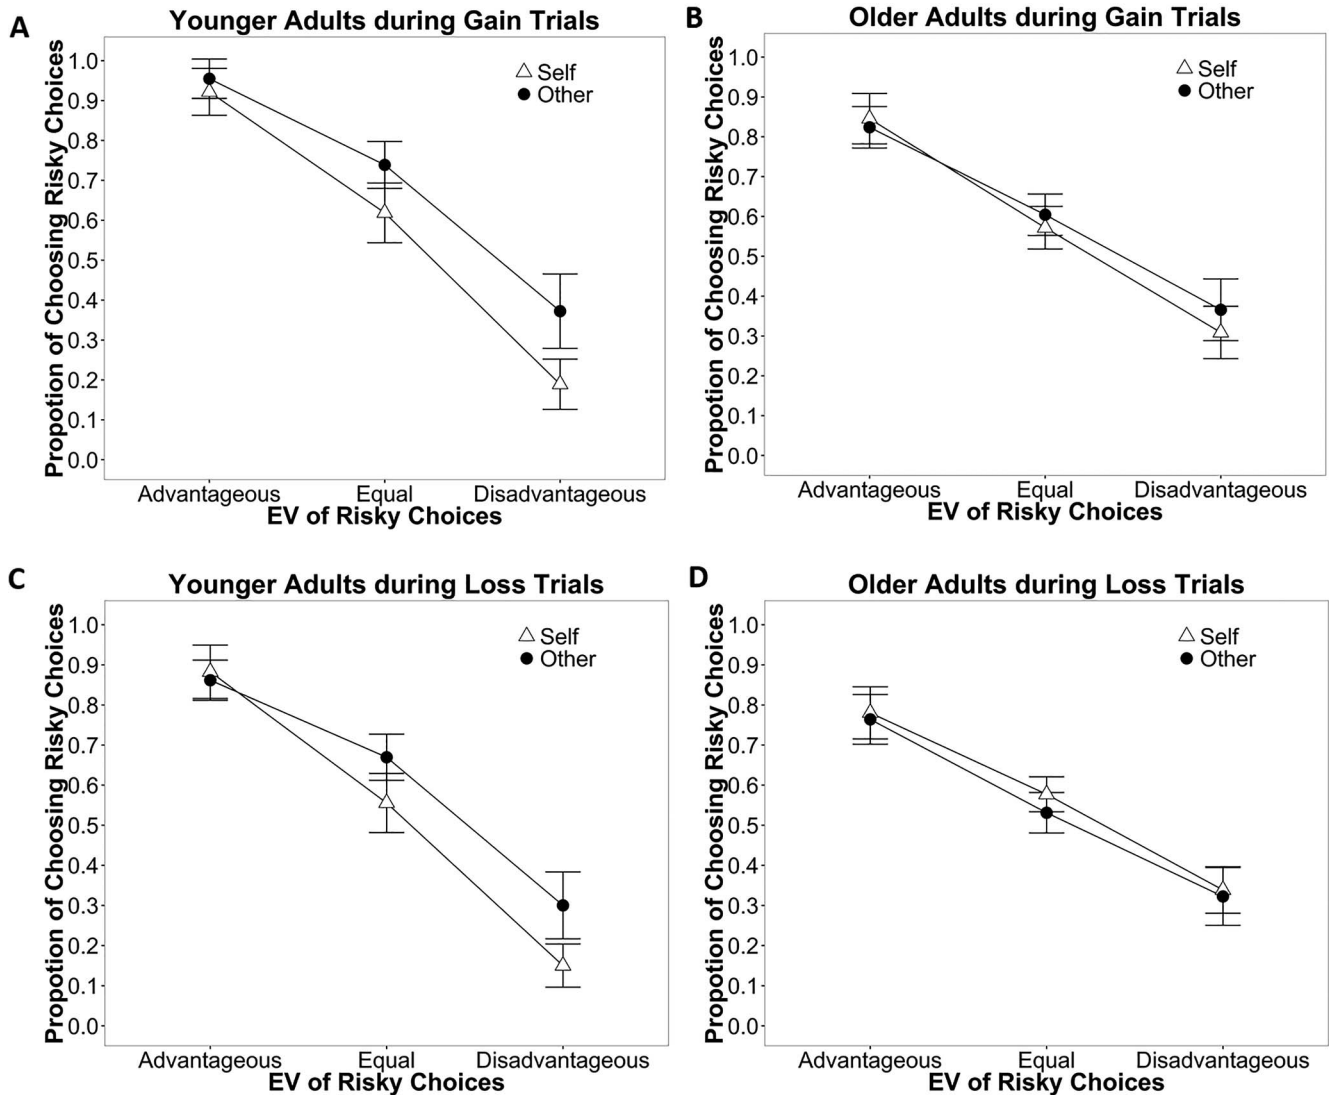 A
Younger Adults during Gain Trials
Propotion of Choosing Risky Choices
1.0
0.9
0.8
0.7
0.6
0.5
0.4
0.3
0.2
0.1
0.0
Self
Other
Advantageous Equal Disadvantageous
EV of Risky Choices
B
Older Adults during Gain Trials
Propotion of Choosing Risky Choices
1.0
0.9
0.8
0.7
0.6
0.5
0.4
0.3
0.2
0.1
0.0
Self
Other
Advantageous Equal Disadvantageous
EV of Risky Choices
C
Younger Adults during Loss Trials
Propotion of Choosing Risky Choices
1.0
0.9
0.8
0.7
0.6
0.5
0.4
0.3
0.2
0.1
0.0
Self
Other
Advantageous Equal Disadvantageous
EV of Risky Choices
D
Older Adults during Loss Trials
Propotion of Choosing Risky Choices
1.0
0.9
0.8
0.7
0.6
0.5
0.4
0.3
0.2
0.1
0.0
Self
Other
Advantageous Equal Disadvantageous
EV of Risky Choices